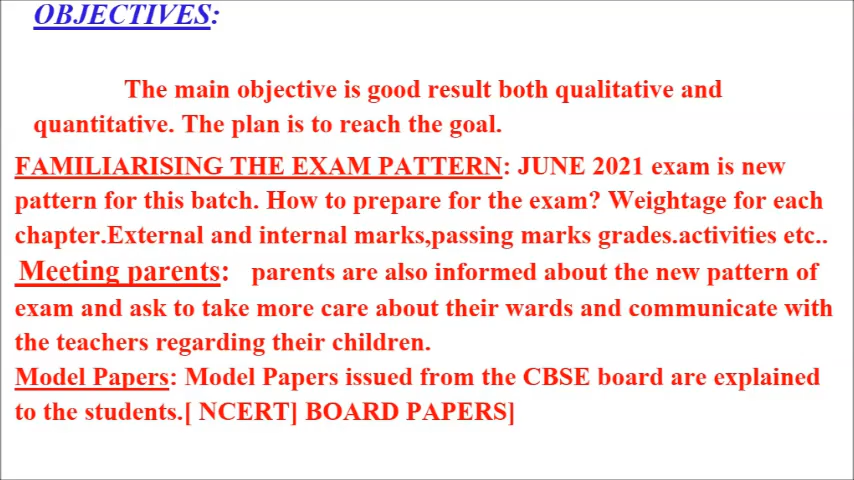 OBJECTIVES:
The main objective is good result both qualitative and
quantitative. The plan is to reach the goal.
FAMILIARISING THE EXAM PATTERN: JUNE 2021 exam is new
pattern for this batch. How to prepare for the exam? Weightage for each
chapter.External and internal marks,passing marks grades.activities etc..
Meeting parents: parents are also informed about the new pattern of
exam and ask to take more care about their wards and communicate with
the teachers regarding their children.
Model Papers: Model Papers issued from the CBSE board are explained
to the students.[ NCERT] BOARD PAPERS]